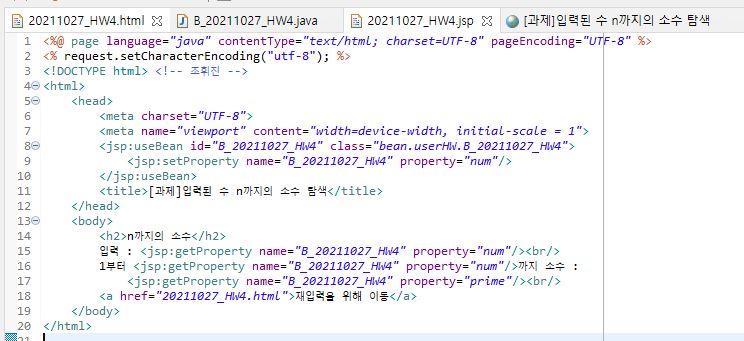 20211027_HW4.html B_20211027_HW4.java 20211027_HW4.jsp [과제]입력된 수 n까지의 소수 탐색
1 <%@ page language="java" contentType="text/html; charset=UTF-8" pageEncoding="UTF-8" %>
2 <% request.setCharacterEncoding("utf-8"); %>
3 <!DOCTYPE html> <!-- 조휘진 -->
4 <html>
5 <head>
6 <meta charset="UTF-8">
7 <meta name="viewport" content="width=device-width, initial-scale = 1">
8 <jsp:useBean id="B_20211027_HW4" class="bean.userHW.B_20211027_HW4">
9 <jsp:setProperty name="B_20211027_HW4" property="num"/>
10 </jsp:useBean>
11 <title>[과제]입력된 수 n까지의 소수 탐색</title>
12 </head>
13 <body>
14 <h2>n까지의 소수</h2>
15 입력 : <jsp:getProperty name="B_20211027_HW4" property="num"/><br/>
16 1부터 <jsp:getProperty name="B_20211027_HW4" property="num"/>까지 소수 :
17 <jsp:getProperty name="B_20211027_HW4" property="prime"/><br/>
18 <a href="20211027_HW4.html">재입력을 위해 이동</a>
19 </body>
20 </html>
21